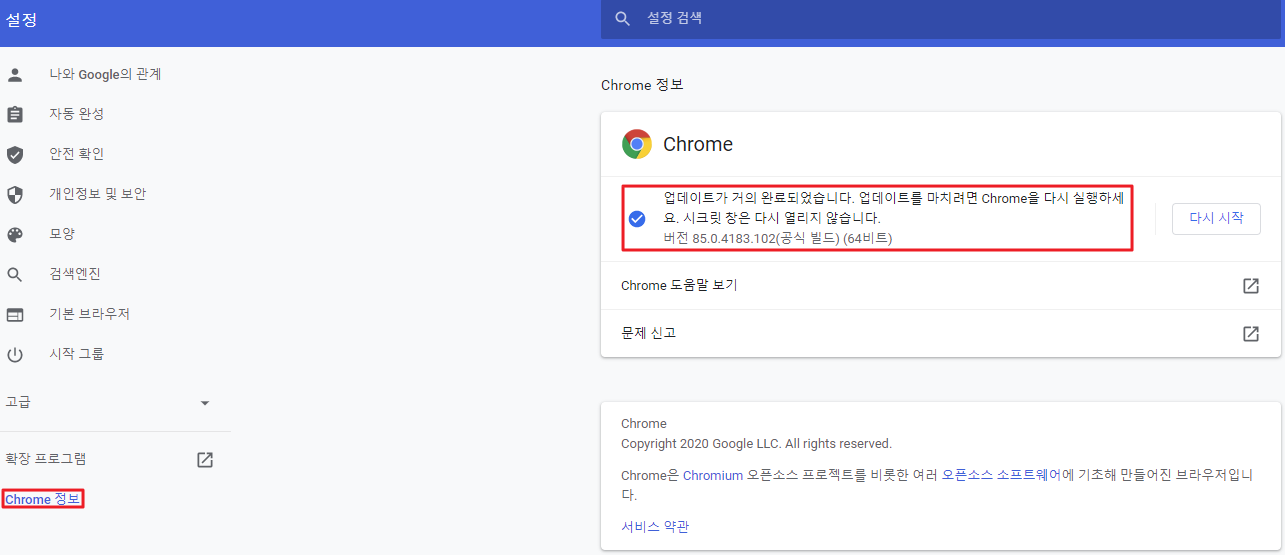 설정
설정 검색
나와 Google의 관계
자동 완성
안전 확인
개인정보 및 보안
모양
검색엔진
기본 브라우저
시작 그룹
고급
확장 프로그램
Chrome 정보
Chrome 정보
Chrome
업데이트가 거의 완료되었습니다. 업데이트를 마치려면 Chrome을 다시 실행하세
요. 시크릿 창은 다시 열리지 않습니다.
버전 85.0.4183.102(공식 빌드) (64비트)
다시 시작
Chrome 도움말 보기
문제 신고
Chrome
Copyright 2020 Google LLC. All rights reserved.
Chrome은 Chromium 오픈소스 프로젝트를 비롯한 여러 오픈소스 소프트웨어에 기초해 만들어진 브라우저입니
다.
서비스 약관